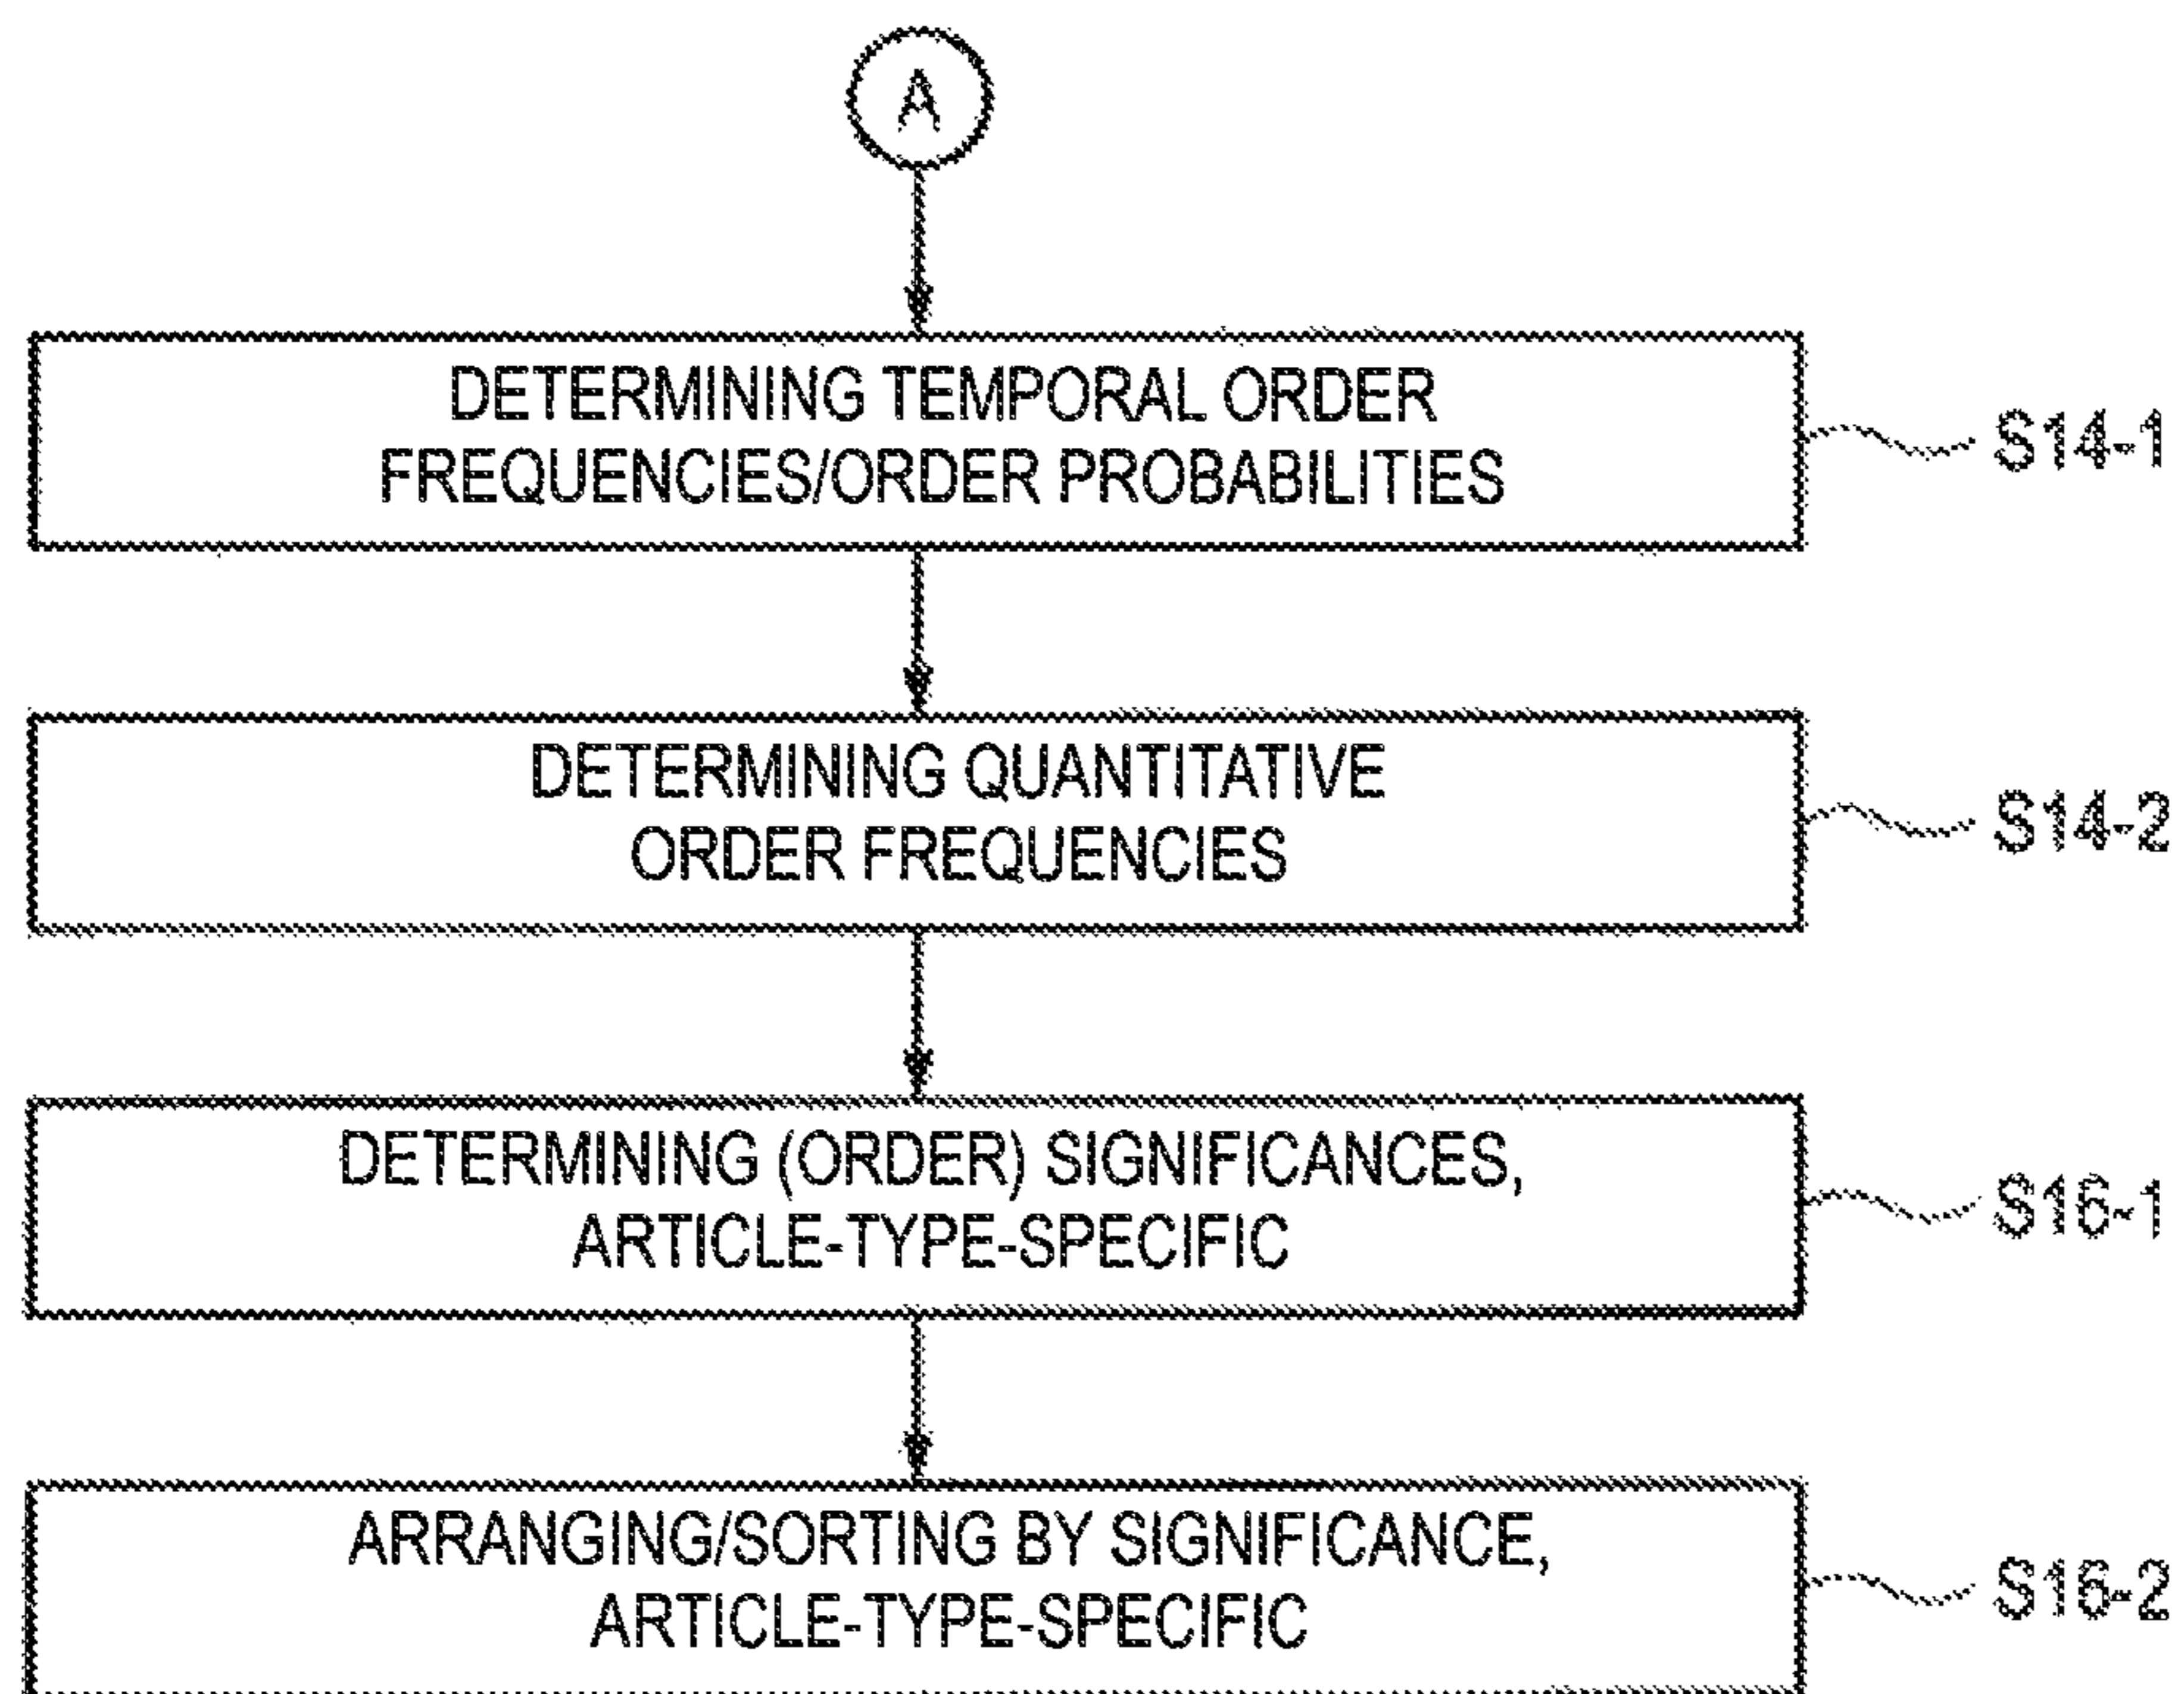 A
DETERMINING TEMPORAL ORDER
FREQUENCIES/ORDER PROBABILITIES
S14-1
DETERMINING QUANTITATIVE
ORDER FREQUENCIES
S14-2
DETERMINING (ORDER) SIGNIFICANCES,
ARTICLE-TYPE-SPECIFIC
S16-1
ARRANGING/SORTING BY SIGNIFICANCE,
ARTICLE-TYPE-SPECIFIC
S16-2